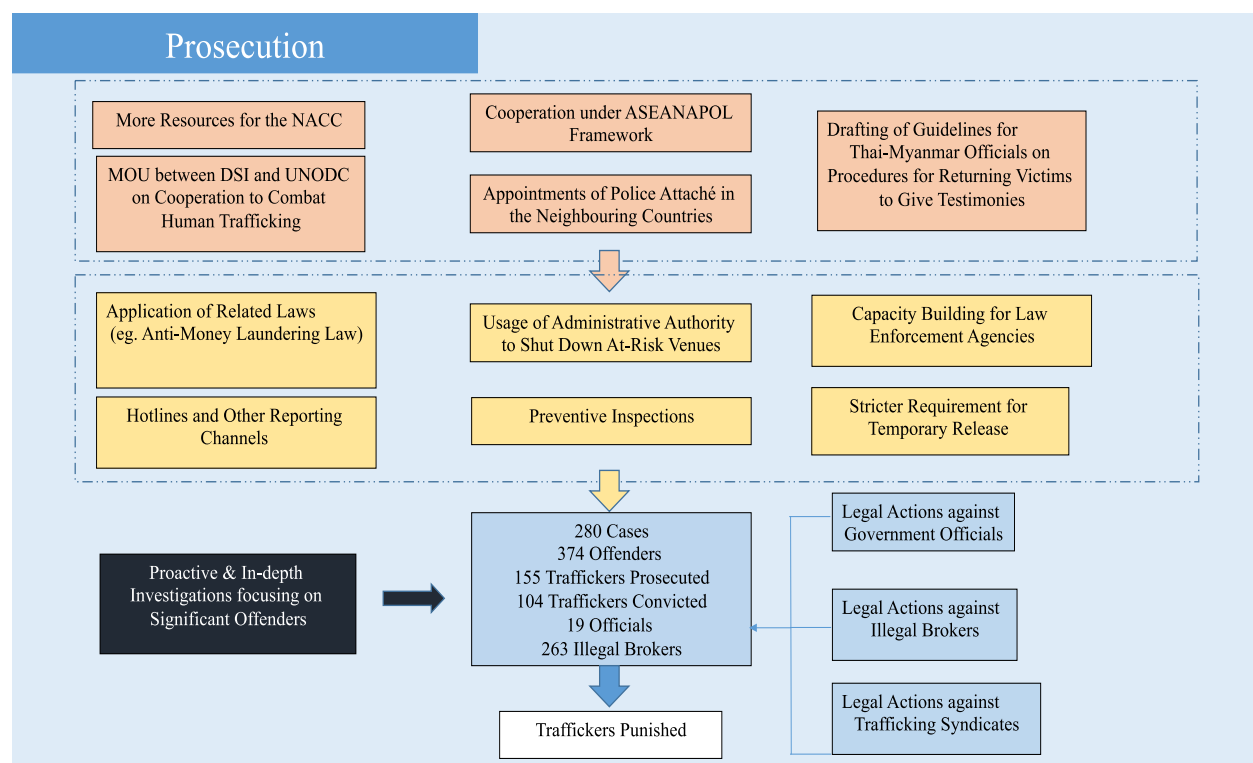 Prosecution
More Resources for the NACC
MOU between DSI and UNODC
on Cooperation to Combat
Human Trafficking
Cooperation under ASEANAPOL
Framework
Appointments of Police Attaché in
the Neighbouring Countries
Drafting of Guidelines for
Thai-Myanmar Officials on
Procedures for Returning Victims
to Give Testimonies
Application of Related Laws
(eg. Anti-Money Laundering Law)
Hotlines and Other Reporting
Channels
Usage of Administrative Authority
to Shut Down At-Risk Venues
Preventive Inspections
Capacity Building for Law
Enforcement Agencies
Stricter Requirement for
Temporary Release
Proactive & In-depth
Investigations focusing on
Significant Offenders
280 Cases
374 Offenders
155 Traffickers Prosecuted
104 Traffickers Convicted
19 Officials
263 Illegal Brokers
Legal Actions against
Government Officials
Legal Actions against
Illegal Brokers
Legal Actions against
Trafficking Syndicates
Traffickers Punished